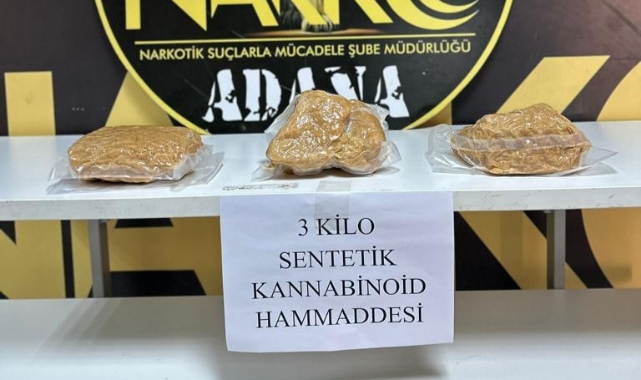 NARKO
NARKOTİK SUÇLARLA MÜCADELE ŞUBE MÜDÜRLÜĞÜ
ADANA
3 KİLO
SENTETİK
KANNABİNOİD
HAMMADDESİ